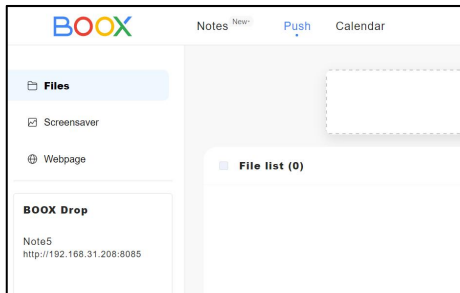 BOOX
Notes New+
Push
Calendar
Files
Screensaver
Webpage
File list (0)
BOOX Drop
Note5
http://192.168.31.208:8085